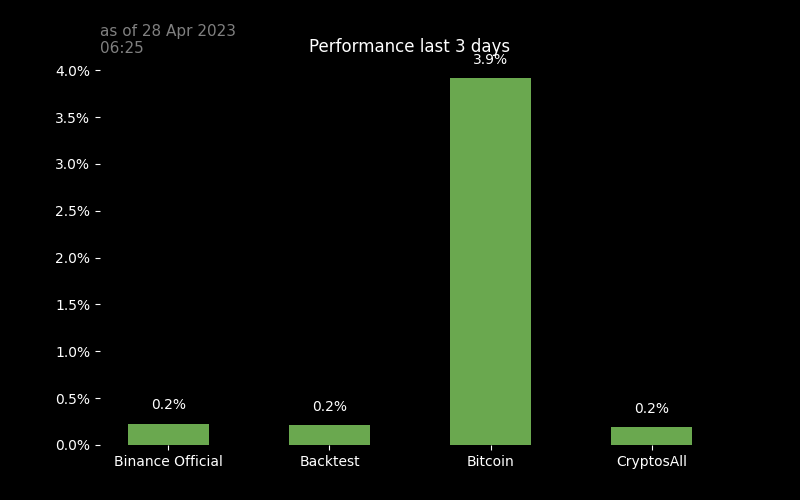 as of 28 Apr 2023
06:25
Performance last 3 days
4.0%
3.5%
3.0%
2.5%
2.0%
1.5%
1.0%
0.5%
0.0%
0.2%
0.2%
3.9%
0.2%
Binance Official
Backtest
Bitcoin
CryptosAll